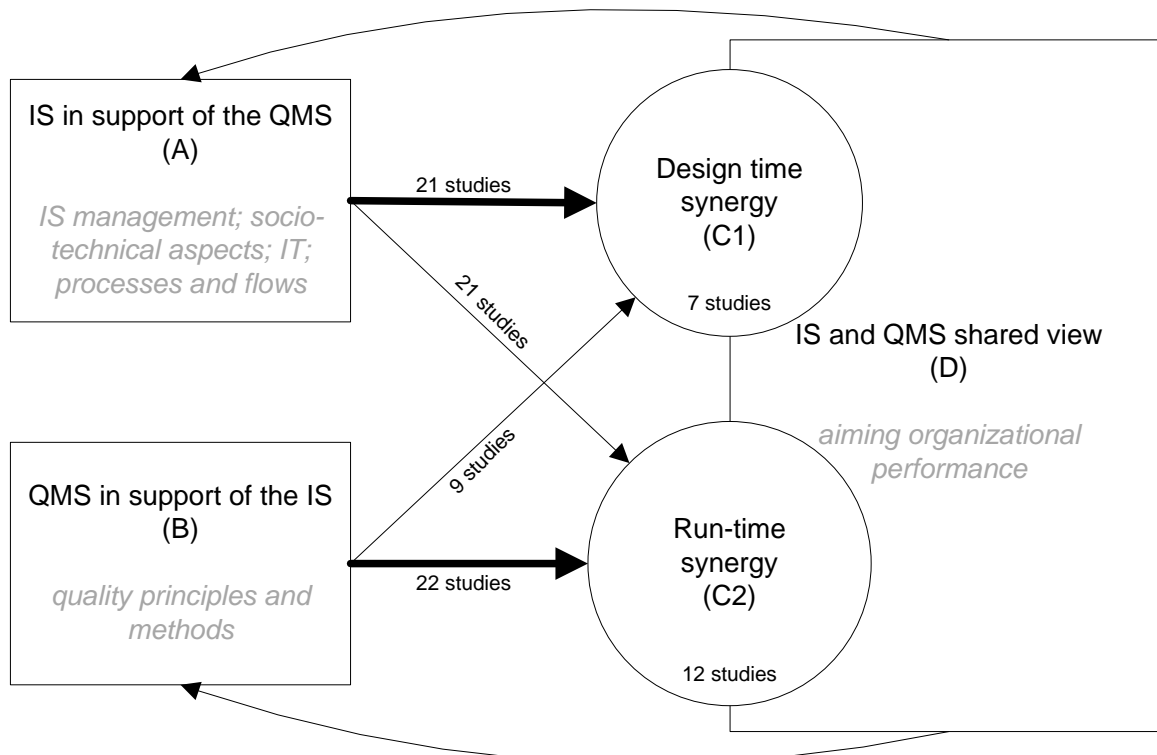 IS in support of the QMS
(A)
IS management; socio-
technical aspects; IT;
processes and flows
21 studies
Design time
synergy
(C1)
7 studies
21 studies
9 studies
IS and QMS shared view
(D)
aiming organizational
performance
QMS in support of the IS
(B)
quality principles and
methods
22 studies
Run-time
synergy
(C2)
12 studies